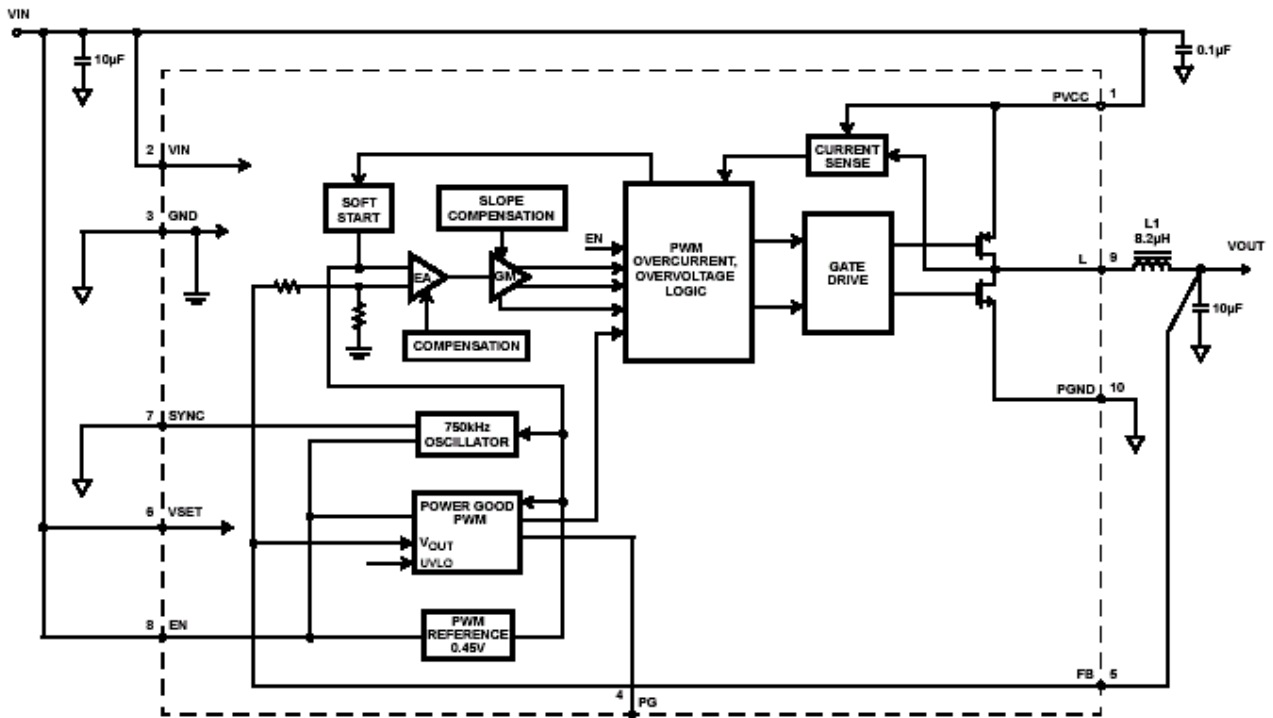 VIN
10µF
0.1µF
PVCC
1
2
VIN
CURRENT
SENSE
SOFT
START
SLOPE
COMPENSATION
3
GND
EN
PWM
OVERCURRENT,
OVERVOLTAGE
LOGIC
GATE
DRIVE
L1
8.2µH
VOUT
L
9
EA
GM
10µF
COMPENSATION
PGND
10
7
SYNC
750kHz
OSCILLATOR
6
VSET
POWER GOOD
PWM
VOUT
UVLO
8
EN
PWM
REFERENCE
0.45V
FB
5
4
PG